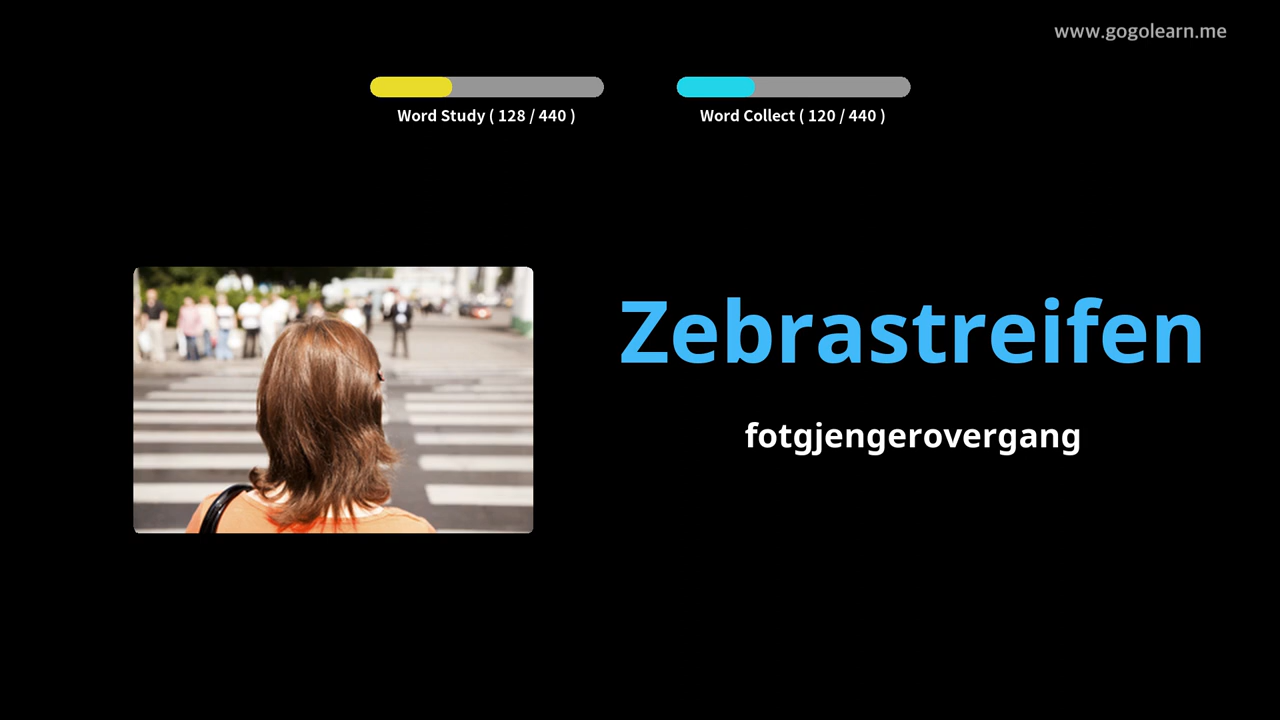 www.gogolearn.me
Word Study ( 128 / 440 )
Word Collect ( 120 / 440 )
Zebrastreifen
fotgjengerovergang